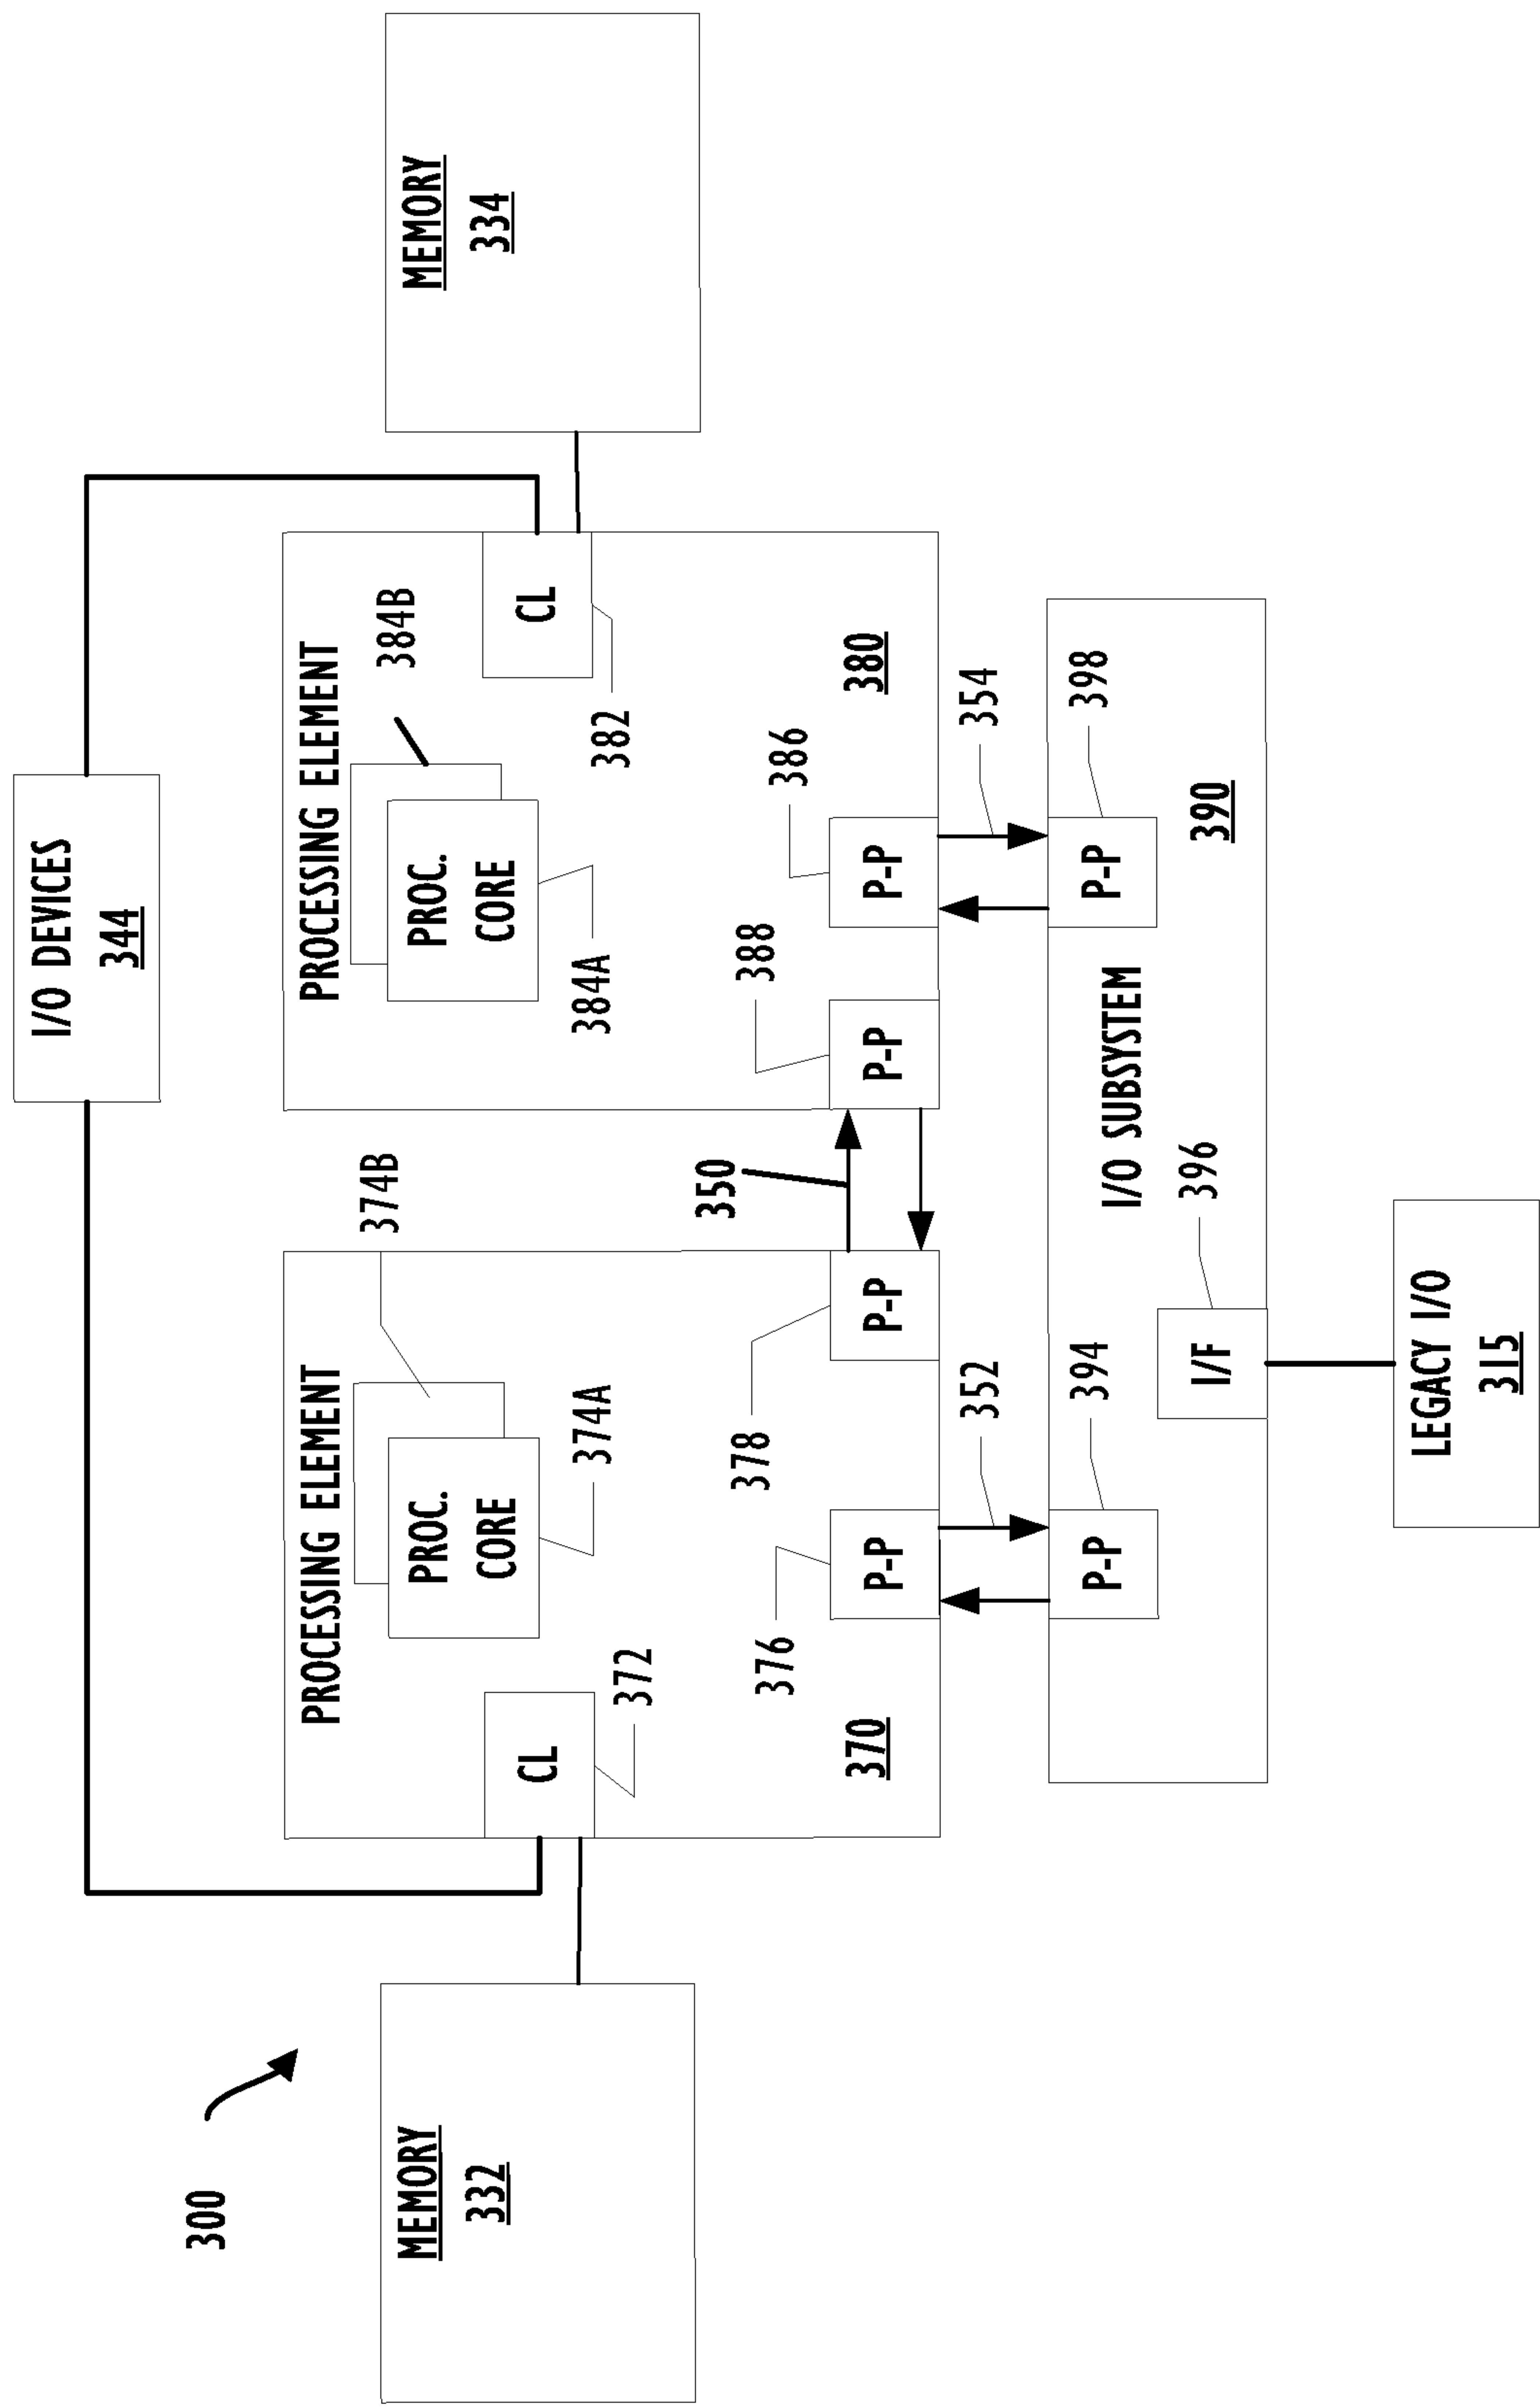 300
I/O DEVICES
344
MEMORY
332
PROCESSING ELEMENT
374B
PROC.
CORE
374A
CL
372
376
378
P-P
P-P
370
350
PROCESSING ELEMENT
384B
PROC.
CORE
384A
CL
382
388
386
P-P
P-P
380
MEMORY
334
352
354
394
P-P
I/O SUBSYSTEM
398
P-P
396
I/F
390
LEGACY I/O
315